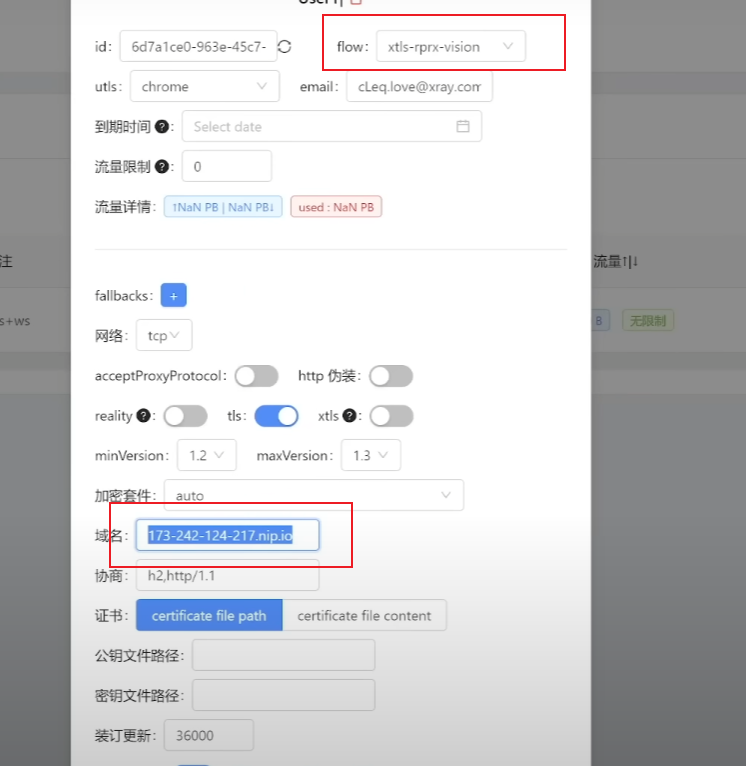 id: 6d7a1ce0-963e-45c7- flow: xtls-rprx-vision
utls: chrome email: cLeq.love@xray.com
到期时间 ?: Select date
流量限制 ?: 0
流量详情: ↑NaN PB | NaN PB↓ used : NaN PB
注 流量↑|↓
fallbacks: +
s+ws B 无限制
网络: tcp
acceptProxyProtocol: http 伪装:
reality ?: tls: xtls ?:
minVersion: 1.2 maxVersion: 1.3
加密套件: auto
域名: 173-242-124-217.nip.io
协商: h2,http/1.1
证书: certificate file path certificate file content
公钥文件路径:
密钥文件路径:
装订更新: 36000